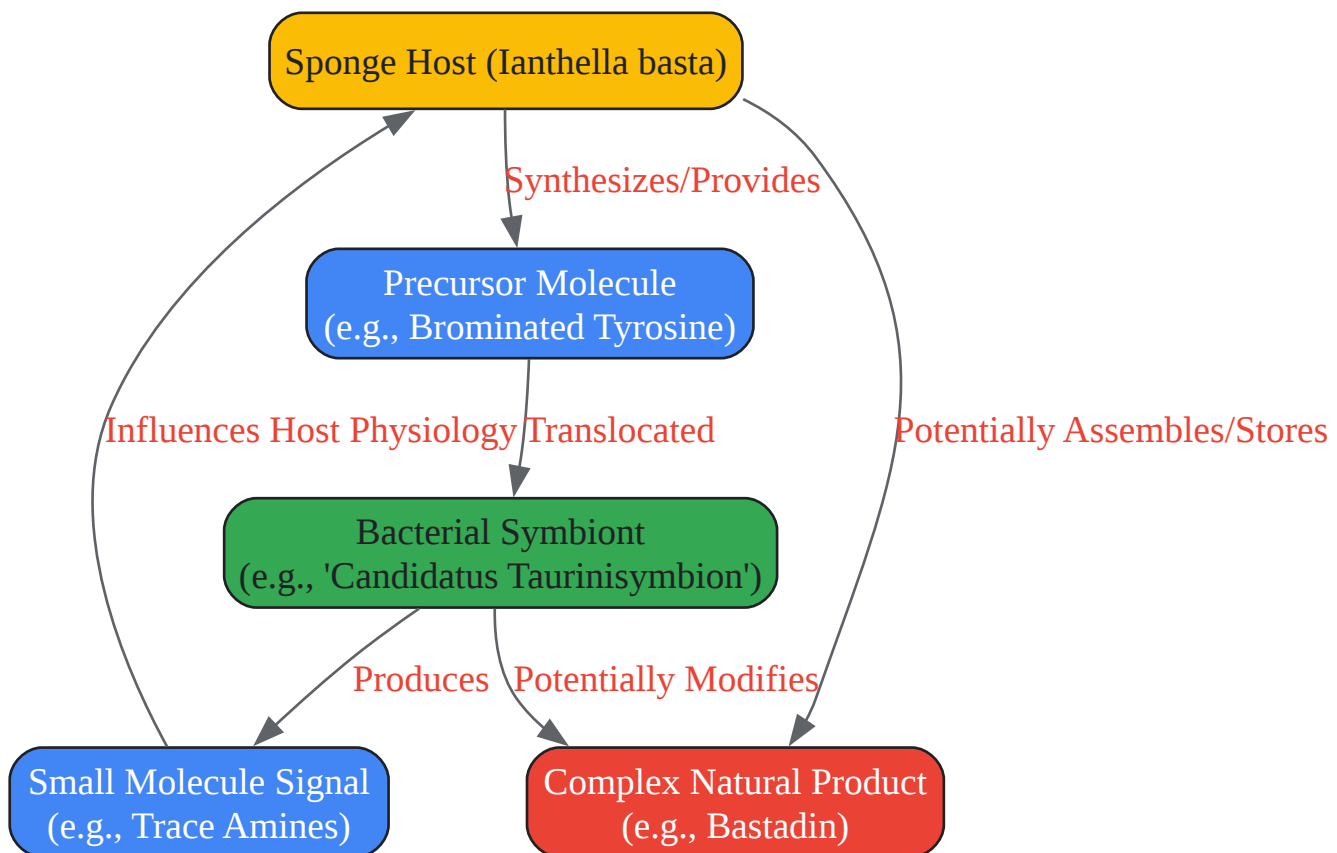 Sponge Host (Ianthella basta)
Synthesizes/Provides
Precursor Molecule
(e.g., Brominated Tyrosine)
Influences Host Physiology
Translocated
Potentially Assembles/Stores
Bacterial Symbiont
(e.g., 'Candidatus Taurinisymbion')
Produces
Potentially Modifies
Small Molecule Signal
(e.g., Trace Amines)
Complex Natural Product
(e.g., Bastadin)